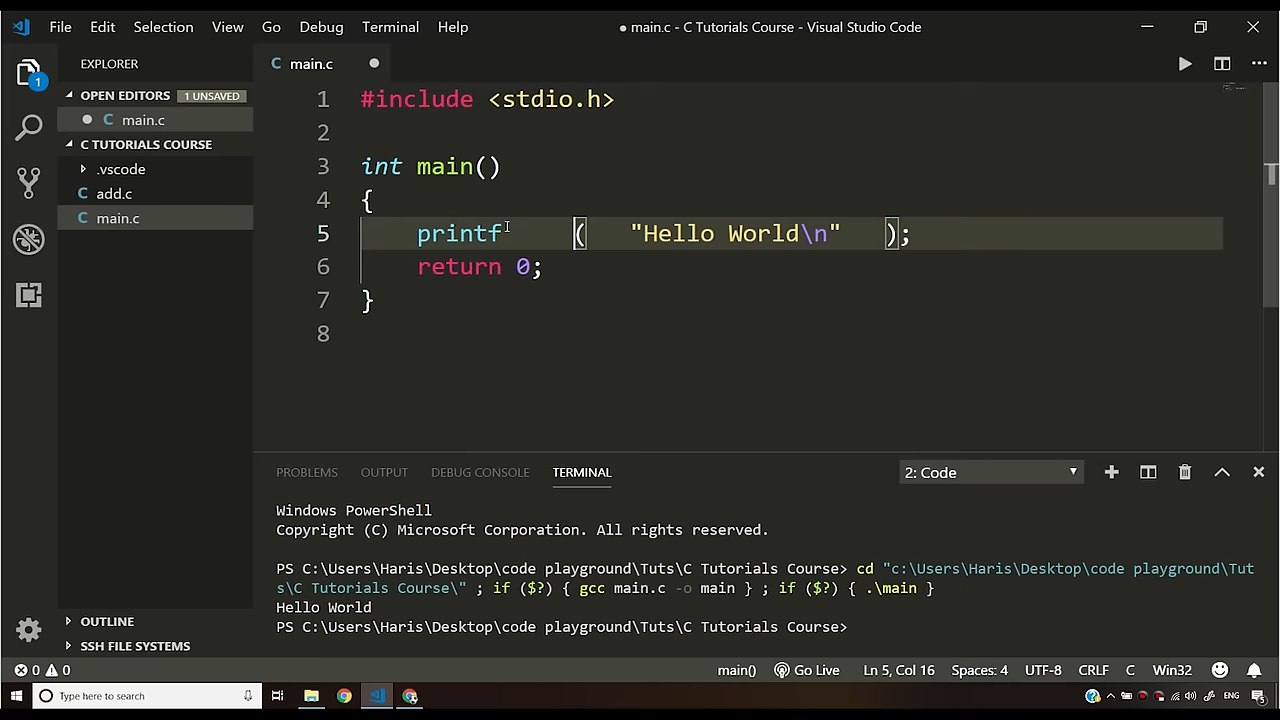 File Edit Selection View Go Debug Terminal Help ● main.c - C Tutorials Course - Visual Studio Code
EXPLORER
OPEN EDITORS 1 UNSAVED
main.c
C TUTORIALS COURSE
.vscode
C add.c
C main.c
OUTLINE
SSH FILE SYSTEMS
1
C main.c
1 #include <stdio.h>
2
3 int main()
4 {
5     printf     (   "Hello World\n"   );
6     return 0;
7 }
8
PROBLEMS OUTPUT DEBUG CONSOLE TERMINAL 2: Code
Windows PowerShell
Copyright (C) Microsoft Corporation. All rights reserved.
PS C:\Users\Haris\Desktop\code playground\Tuts\C Tutorials Course> cd "c:\Users\Haris\Desktop\code playground\Tut
s\C Tutorials Course\" ; if ($?) { gcc main.c -o main } ; if ($?) { .\main }
Hello World
PS C:\Users\Haris\Desktop\code playground\Tuts\C Tutorials Course>
0 0 main() Go Live Ln 5, Col 16 Spaces: 4 UTF-8 CRLF C Win32
Type here to search ENG